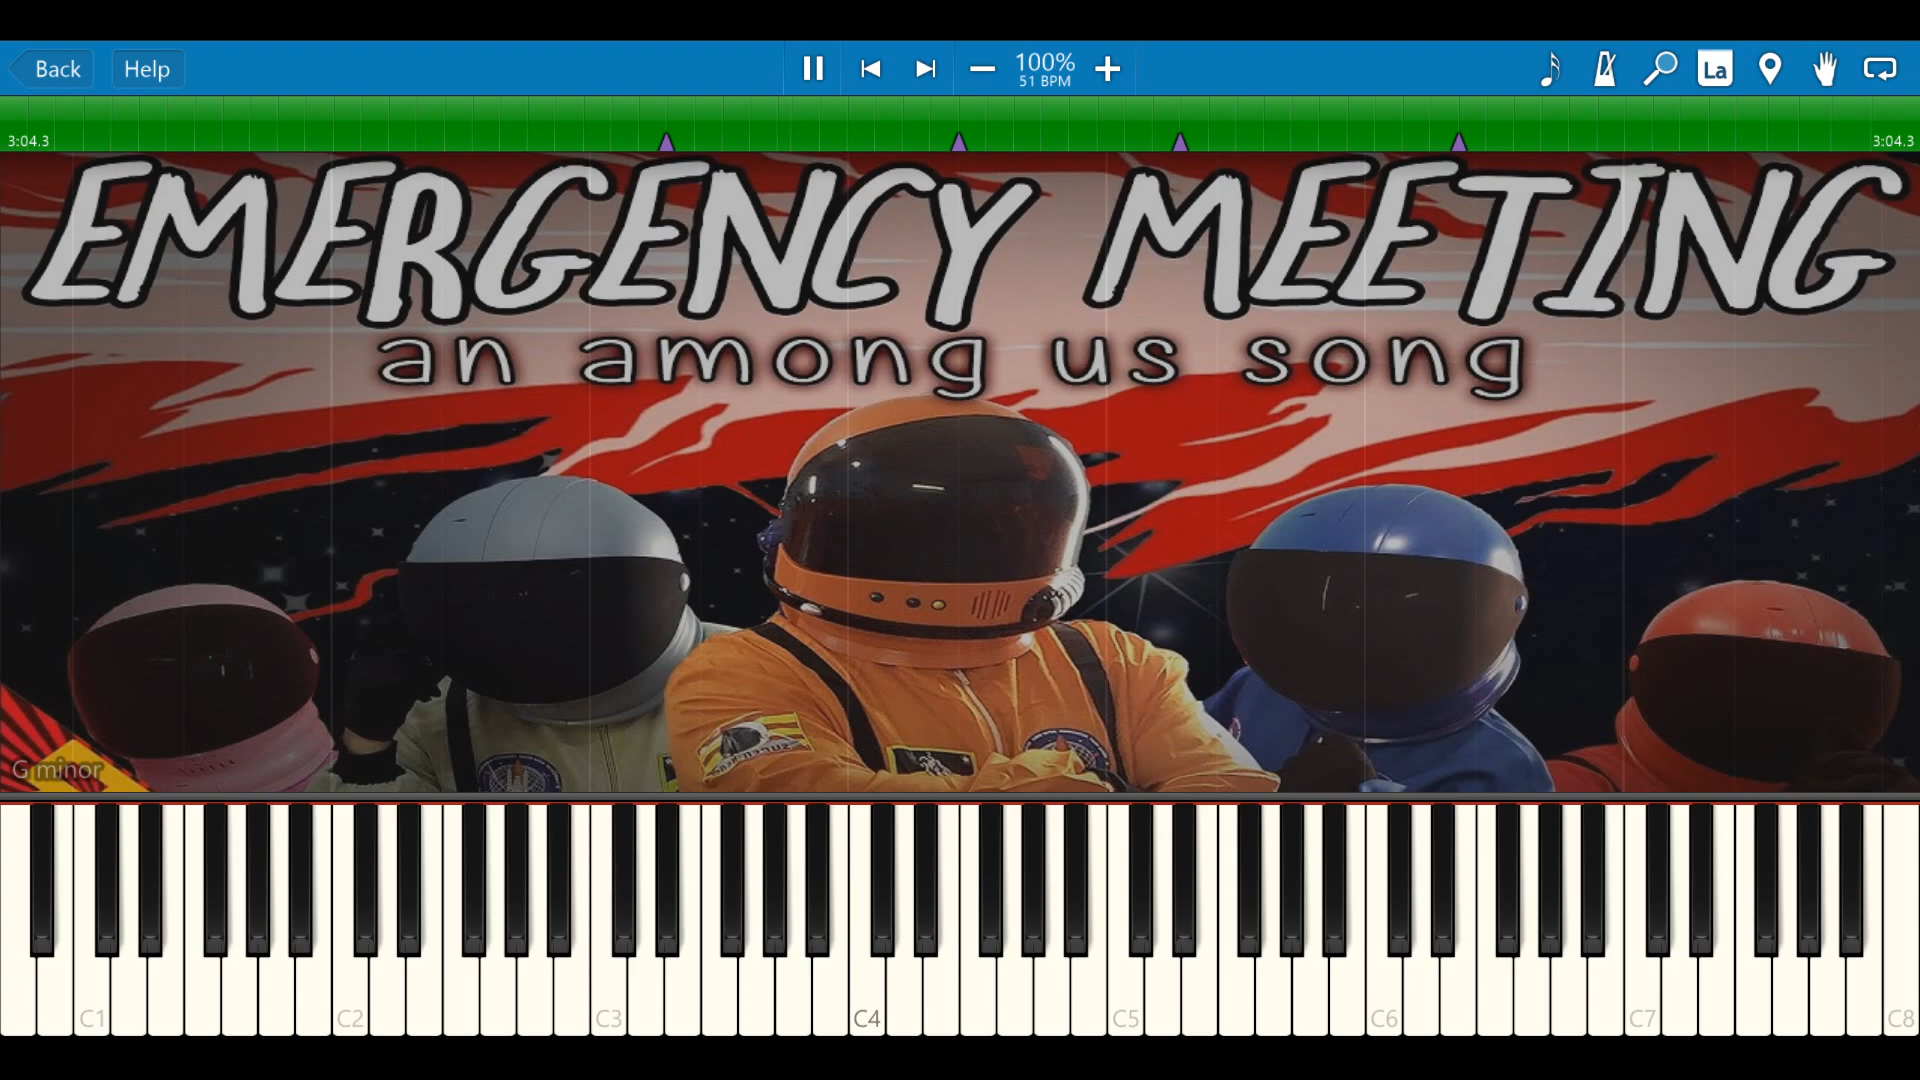 Back Help 100%
51 BPM La
3:04.3 3:04.3
EMERGENCY MEETING
an among us song
G minor
C1 C2 C3 C4 C5 C6 C7 C8